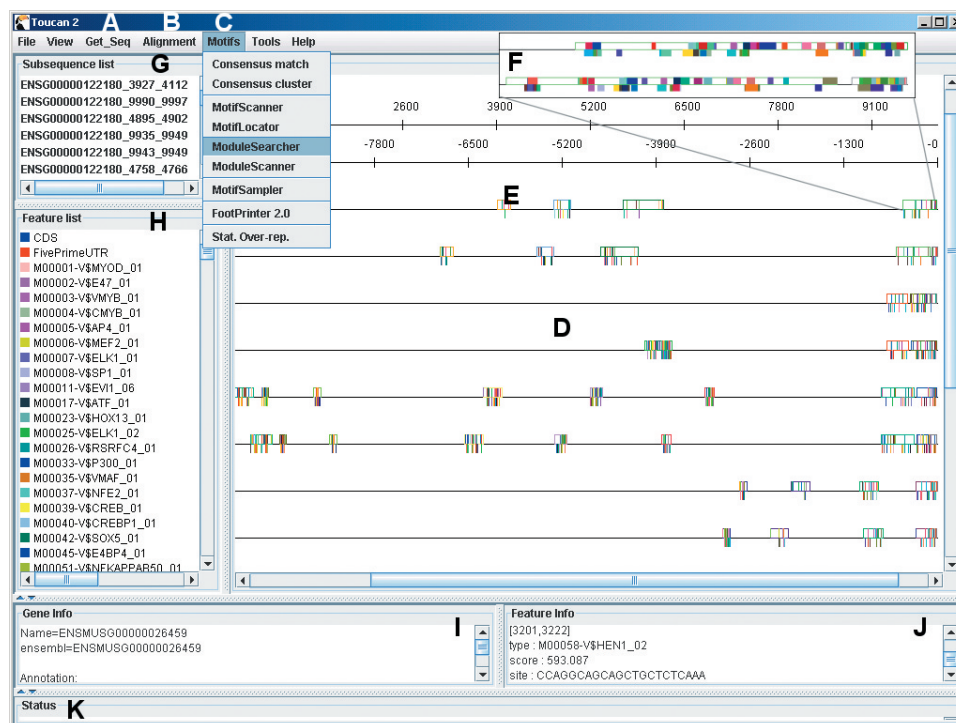 Toucan 2
A
B
C
File View Get_Seq Alignment Motifs Tools Help
G
Subsequence list
ENSG00000122180_3927_4112
ENSG00000122180_9990_9997
ENSG00000122180_4895_4902
ENSG00000122180_9935_9949
ENSG00000122180_9943_9949
ENSG00000122180_4758_4766
Consensus match
Consensus cluster
MotifScanner
MotifLocator
ModuleSearcher
ModuleScanner
MotifSampler
FootPrinter 2.0
Stat. Over-rep.
F
2600 3900 5200 6500 7800 9100
-7800 -6500 -5200 -3900 -2600 -1300 -0
E
D
Feature list
H
CDS
FivePrimeUTR
M00001-V$MYOD_01
M00002-V$E47_01
M00003-V$VMYB_01
M00004-V$CMYB_01
M00005-V$AP4_01
M00006-V$MEF2_01
M00007-V$ELK1_01
M00008-V$SP1_01
M00011-V$EVI1_06
M00017-V$ATF_01
M00023-V$HOX13_01
M00025-V$ELK1_02
M00026-V$RSRFC4_01
M00033-V$P300_01
M00035-V$VMAF_01
M00037-V$NFE2_01
M00039-V$CREB_01
M00040-V$CREBP1_01
M00042-V$SOX5_01
M00045-V$E4BP4_01
M00051-V$NFKAPPAB50_01
Gene Info
I
Name=ENSMUSG00000026459
ensembl=ENSMUSG00000026459
Annotation:
Feature Info
J
[3201,3222]
type : M00058-V$HEN1_02
score : 593.087
site : CCAGGCAGCAGCTGCTCTCAAA
Status
K